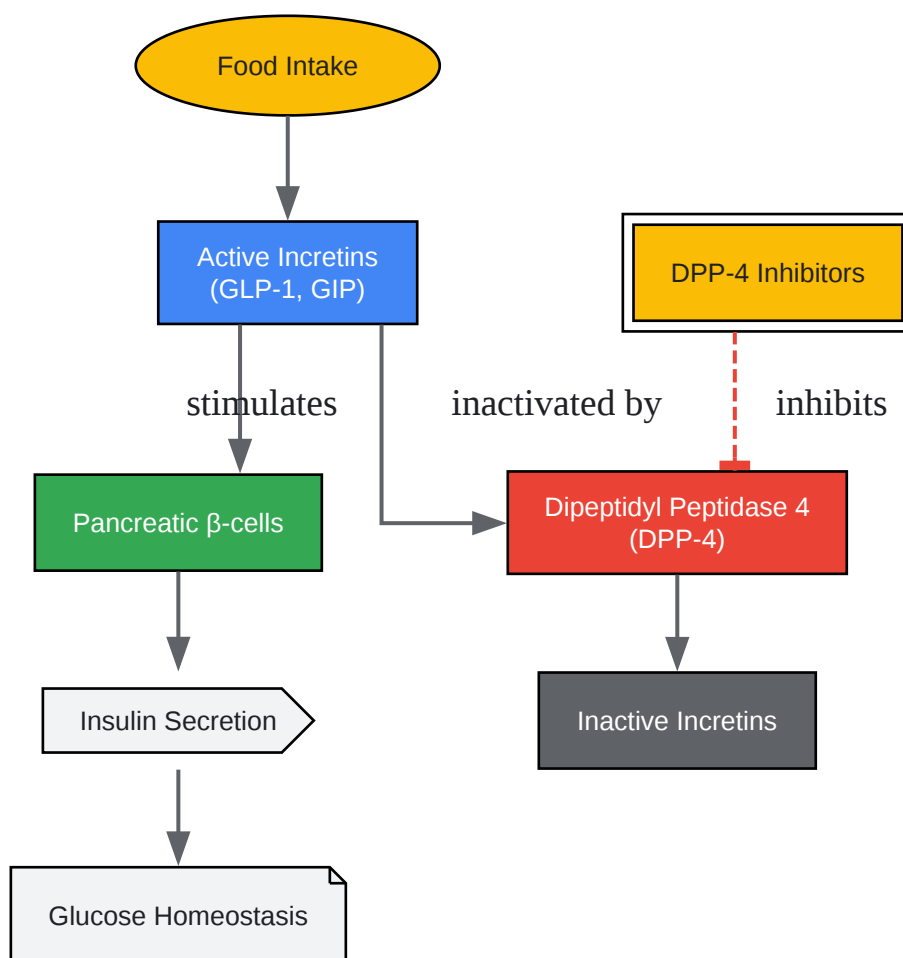 Food Intake
Active Incretins
(GLP-1, GIP)
DPP-4 Inhibitors
stimulates
inactivated by
inhibits
Pancreatic β-cells
Dipeptidyl Peptidase 4
(DPP-4)
Insulin Secretion
Inactive Incretins
Glucose Homeostasis